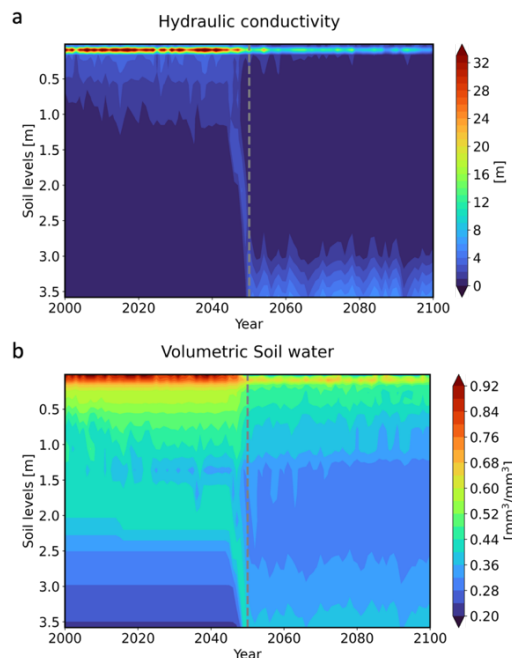 a
Hydraulic conductivity
0.5
1.0
1.5
2.0
2.5
3.0
3.5
Soil levels [m]
2000 2020 2040 2060 2080 2100
Year
32
28
24
20
16
12
8
4
0
[m]
b
Volumetric Soil water
0.5
1.0
1.5
2.0
2.5
3.0
3.5
Soil levels [m]
2000 2020 2040 2060 2080 2100
Year
0.92
0.84
0.76
0.68
0.60
0.52
0.44
0.36
0.28
0.20
[mm³/mm³]